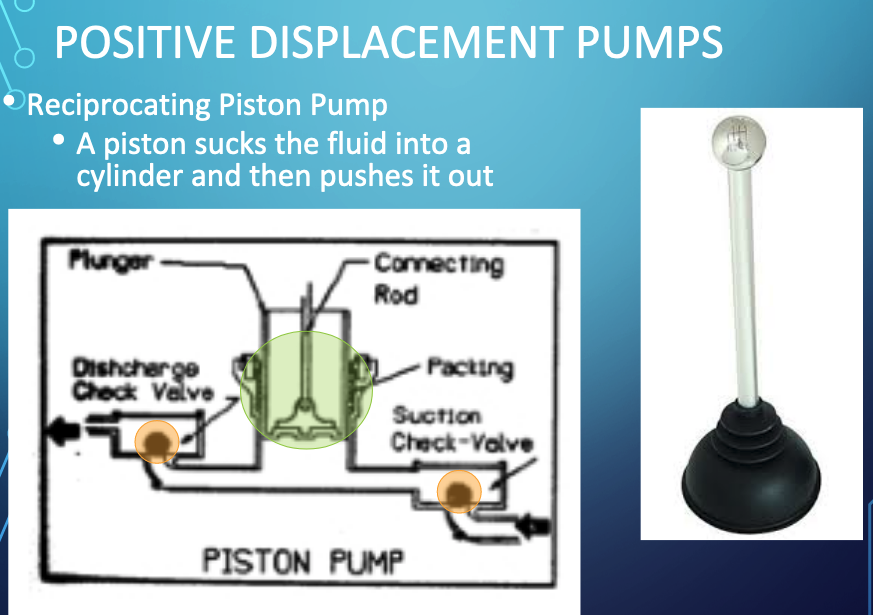 POSITIVE DISPLACEMENT PUMPS
Reciprocating Piston Pump
A piston sucks the fluid into a
cylinder and then pushes it out
Plunger
Connecting
Rod
Dishcharge
Check Valve
Packing
Suction
Check-Valve
PISTON PUMP